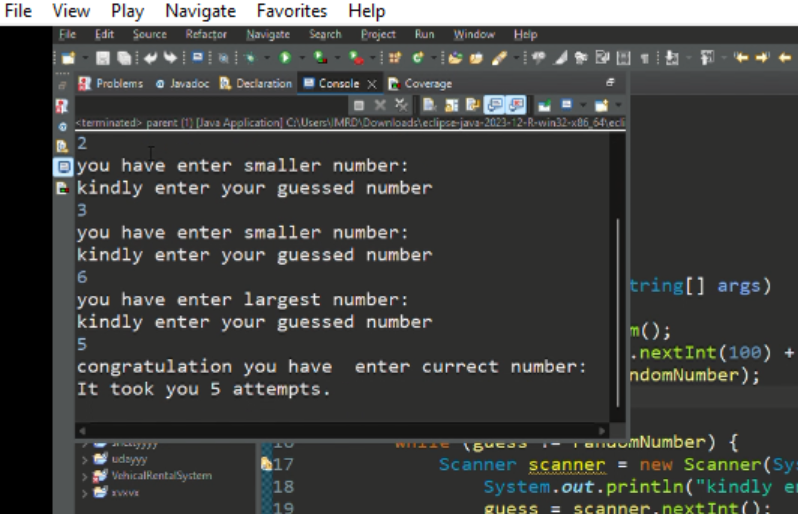 File View Play Navigate Favorites Help
File Edit Source Refactor Navigate Search Project Run Window Help
Problems Javadoc Declaration Console Coverage
<terminated> parent (1) [Java Application] C:\Users\IMRD\Downloads\eclipse-java-2023-12-R-win32-x86_64\ecli
2
you have enter smaller number:
kindly enter your guessed number
3
you have enter smaller number:
kindly enter your guessed number
6
you have enter largest number:
kindly enter your guessed number
5
congratulation you have  enter currect number:
It took you 5 attempts.
tring[] args)
m();
.nextInt(100) +
ndomNumber);
while (guess != randomNumber) {
udayyy
VehicalRentalSystem
xvxvx
17 Scanner scanner = new Scanner(Sy
18 System.out.println("kindly e
19 guess = scanner.nextInt();